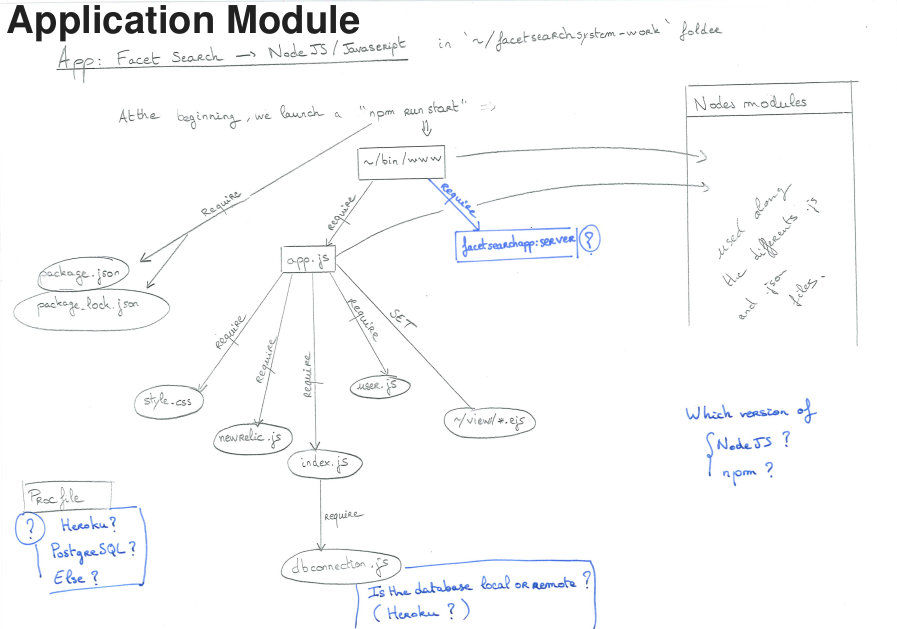 Application Module
App: Facet Search → NodeJS/Javascript in `~/facetsearchsystem-work` folder
At the beginning, we launch a "npm run start" =>
Nodes modules
~/bin/www
Require
Require
Require
facetsearchapp:server ?
used along
the differents .js
and json
files.
app.js
package.json
package_lock.json
Require
Require
Require
Require
SET
style.css
user.js
~/view/*.ejs
newrelic.js
index.js
Which version of
NodeJS ?
npm ?
Procfile
? Heroku?
PostgreSQL ?
Else ?
require
dbconnection.js
Is the database local or remote ?
(Heroku ?)